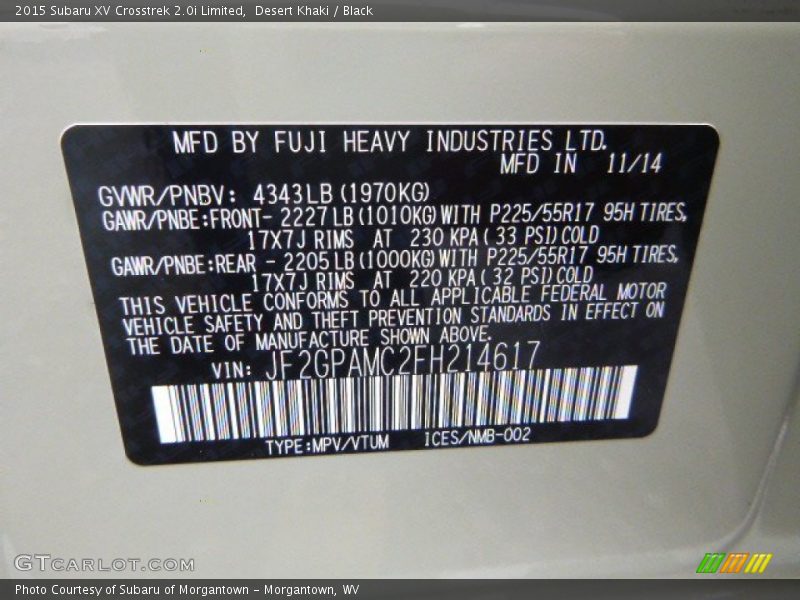 2015 Subaru XV Crosstrek 2.0i Limited, Desert Khaki / Black
MFD BY FUJI HEAVY INDUSTRIES LTD.
MFD IN 11/14
GVWR/PNBV: 4343LB (1970KG)
GAWR/PNBE:FRONT- 2227 LB (1010KG) WITH P225/55R17 95H TIRES,
17X7J RIMS AT 230 KPA ( 33 PSI) COLD
GAWR/PNBE:REAR - 2205 LB (1000KG) WITH P225/55R17 95H TIRES,
17X7J RIMS AT 220 KPA ( 32 PSI) COLD
THIS VEHICLE CONFORMS TO ALL APPLICABLE FEDERAL MOTOR
VEHICLE SAFETY AND THEFT PREVENTION STANDARDS IN EFFECT ON
THE DATE OF MANUFACTURE SHOWN ABOVE.
VIN: JF2GPAMC2FH214617
TYPE:MPV/VTUM ICES/NMB-002
GTCARLOT.COM
Photo Courtesy of Subaru of Morgantown - Morgantown, WV